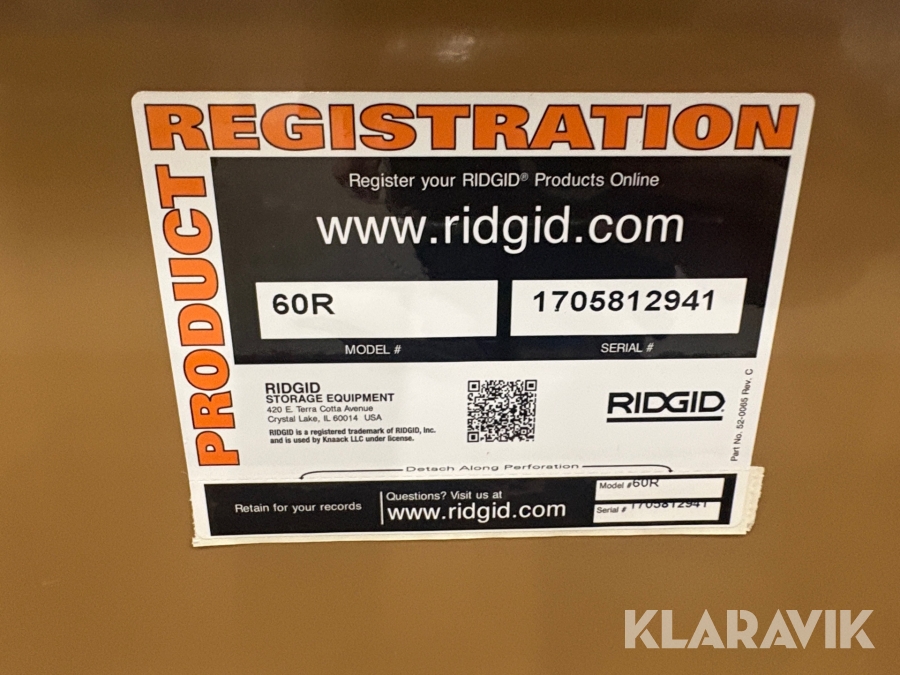 PRODUCT REGISTRATION
Register your RIDGID® Products Online
www.ridgid.com
60R
1705812941
MODEL #
SERIAL #
RIDGID
STORAGE EQUIPMENT
420 E. Terra Cotta Avenue
Crystal Lake, IL 60014 USA
RIDGID is a registered trademark of RIDGID, Inc.
and is used by Knaack LLC under license.
RIDGID.
Part No. 52-0065 Rev. C
Detach Along Perforation
Retain for your records
Questions? Visit us at
www.ridgid.com
Model # 60R
Serial # 1705812941
KLARAVIK